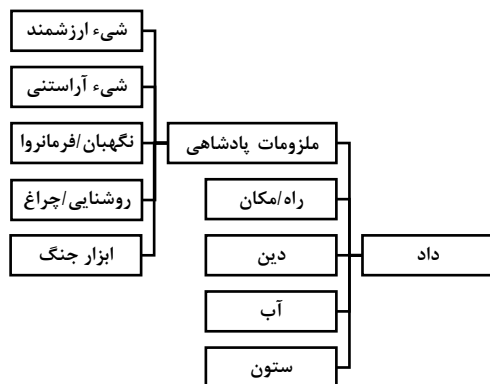 داد
ملزومات پادشاهی
راه/مکان
دین
آب
ستون
شیء ارزشمند
شیء آراستنی
نگهبان/فرمانروا
روشنایی/چراغ
ابزار جنگ